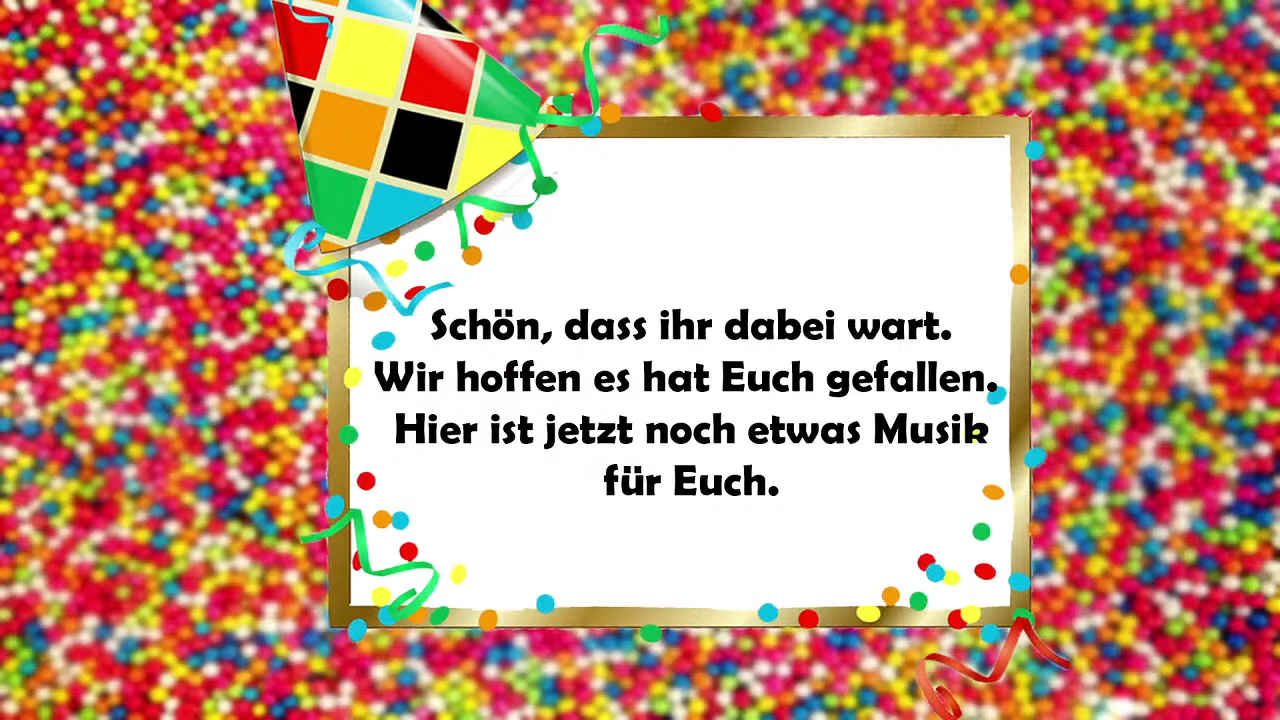 Schön, dass ihr dabei wart.
Wir hoffen es hat Euch gefallen.
Hier ist jetzt noch etwas Musik
für Euch.